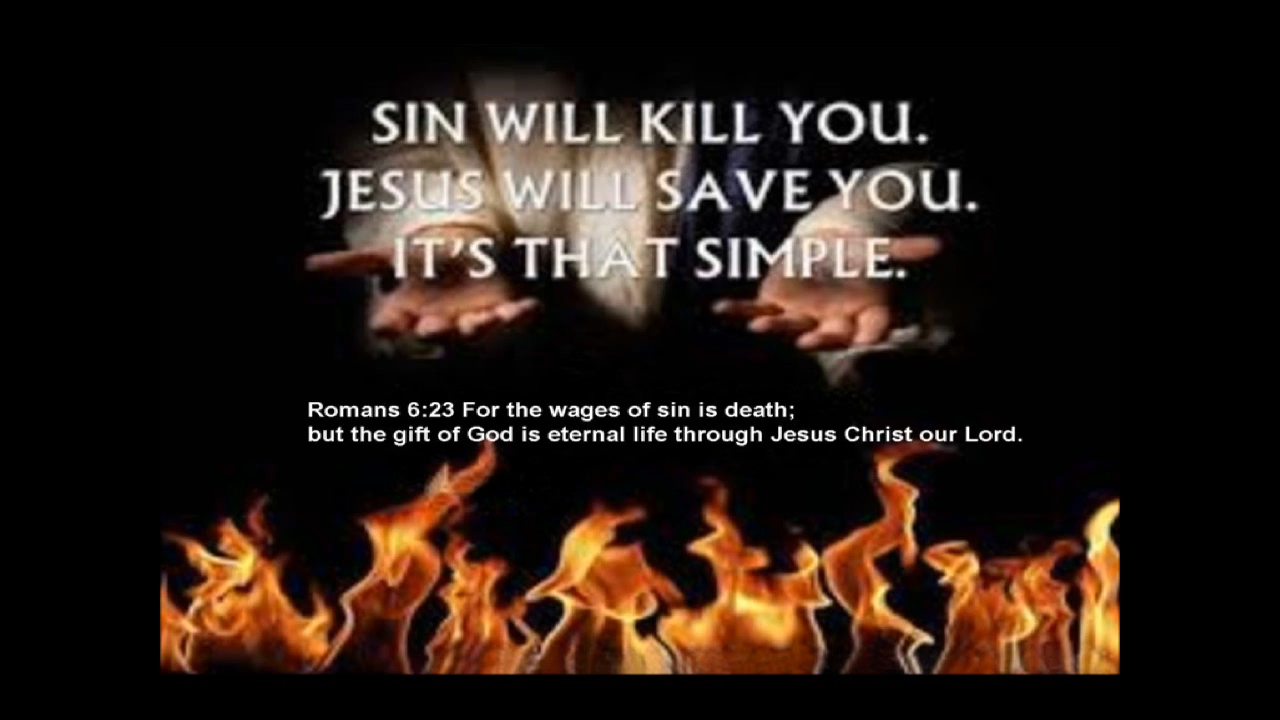 SIN WILL KILL YOU.
JESUS WILL SAVE YOU.
IT'S THAT SIMPLE.
Romans 6:23 For the wages of sin is death;
but the gift of God is eternal life through Jesus Christ our Lord.